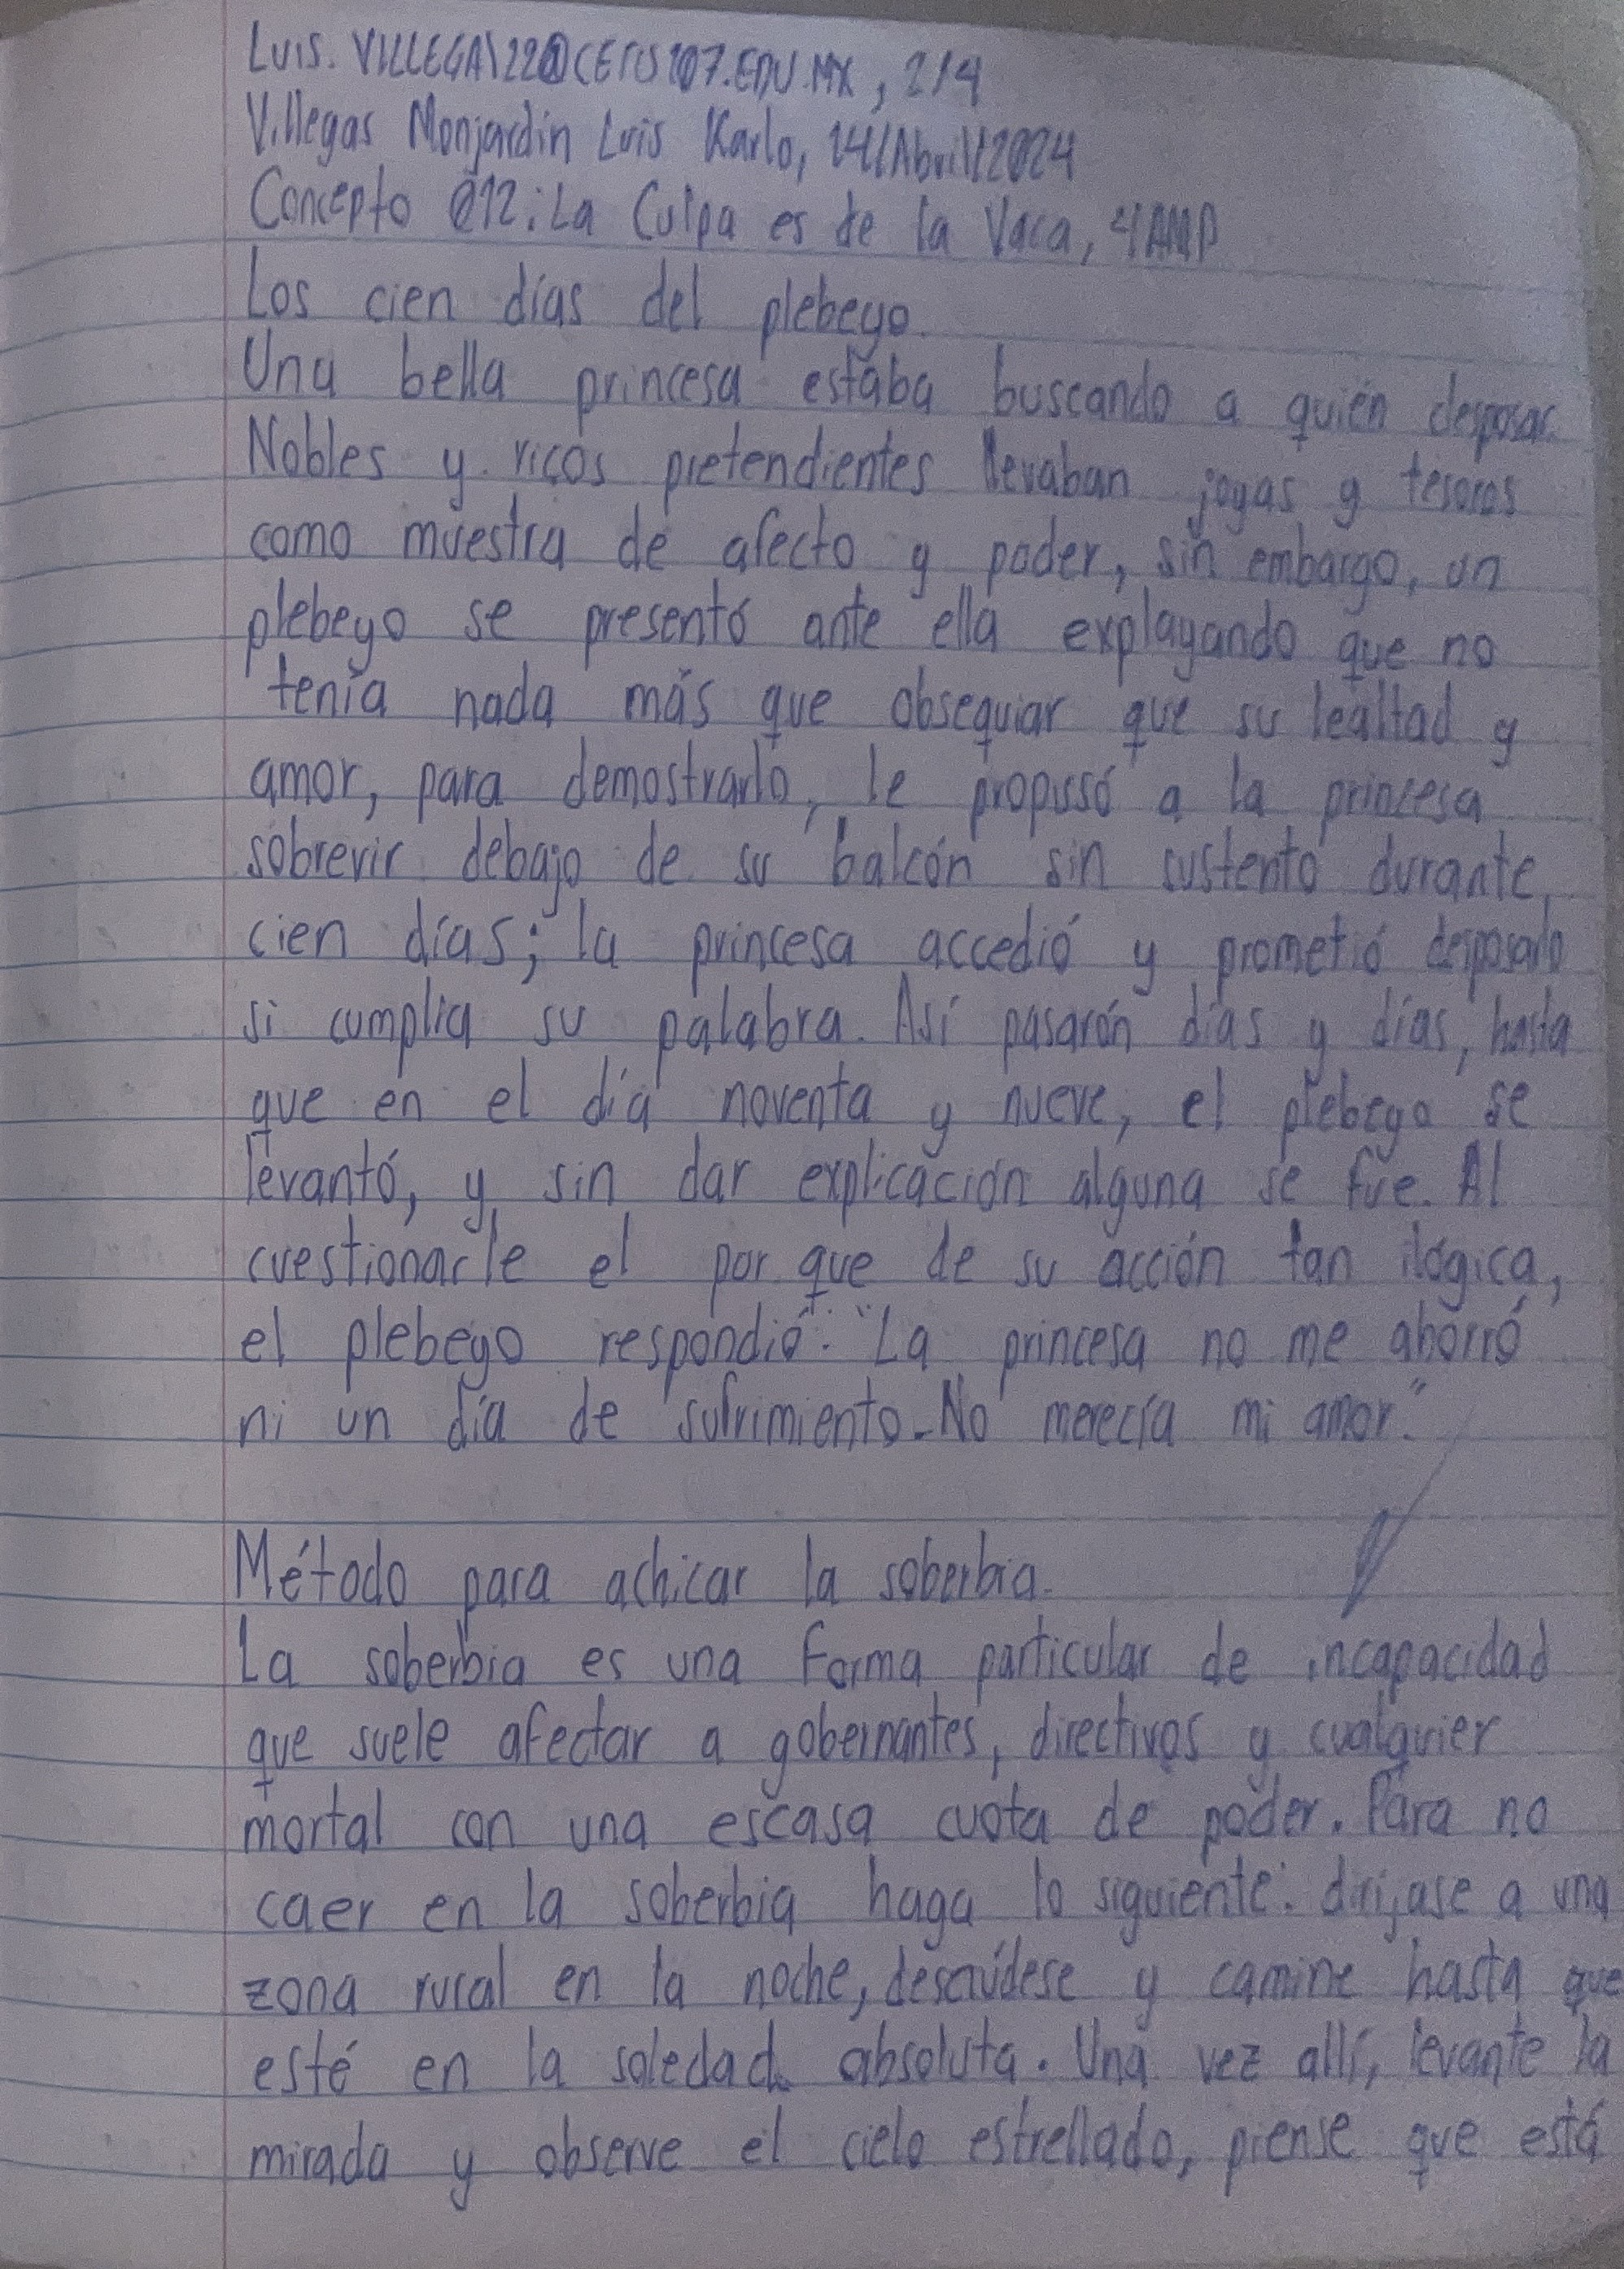 Luis. VILLEGAS22@CETIS107.EDU.MX, 2/4
Villegas Monjardin Luis Karlo, 14/Abril/2024
Concepto 012: La Culpa es de la Vaca, 4AMP
Los cien días del plebeyo.
Una bella princesa estaba buscando a quién desposar.
Nobles y ricos pretendientes llevaban joyas y tesoros
como muestra de afecto y poder, sin embargo, un
plebeyo se presentó ante ella explayando que no
tenía nada más que obsequiar que su lealtad y
amor, para demostrarlo, le propusó a la princesa
sobrevir debajo de su balcón sin sustento durante
cien días; la princesa accedió y prometió desposarlo
si cumplia su palabra. Así pasarón días y días, hasta
que en el día noventa y nueve, el plebeyo se
levantó, y sin dar explicación alguna se fue. Al
cuestionarle el por que de su acción tan ilógica,
el plebeyo respondió: "La princesa no me ahorró
ni un día de sufrimiento. No merecía mi amor."
Método para achicar la soberbia.
La soberbia es una forma particular de incapacidad
que suele afectar a gobernantes, directivos y cualquier
mortal con una escasa cuota de poder. Para no
caer en la soberbia haga lo siguiente: dirijase a una
zona rural en la noche, descuídese y camine hasta que
esté en la soledad absoluta. Una vez allí, levante la
mirada y observe el cielo estrellado, piense que está